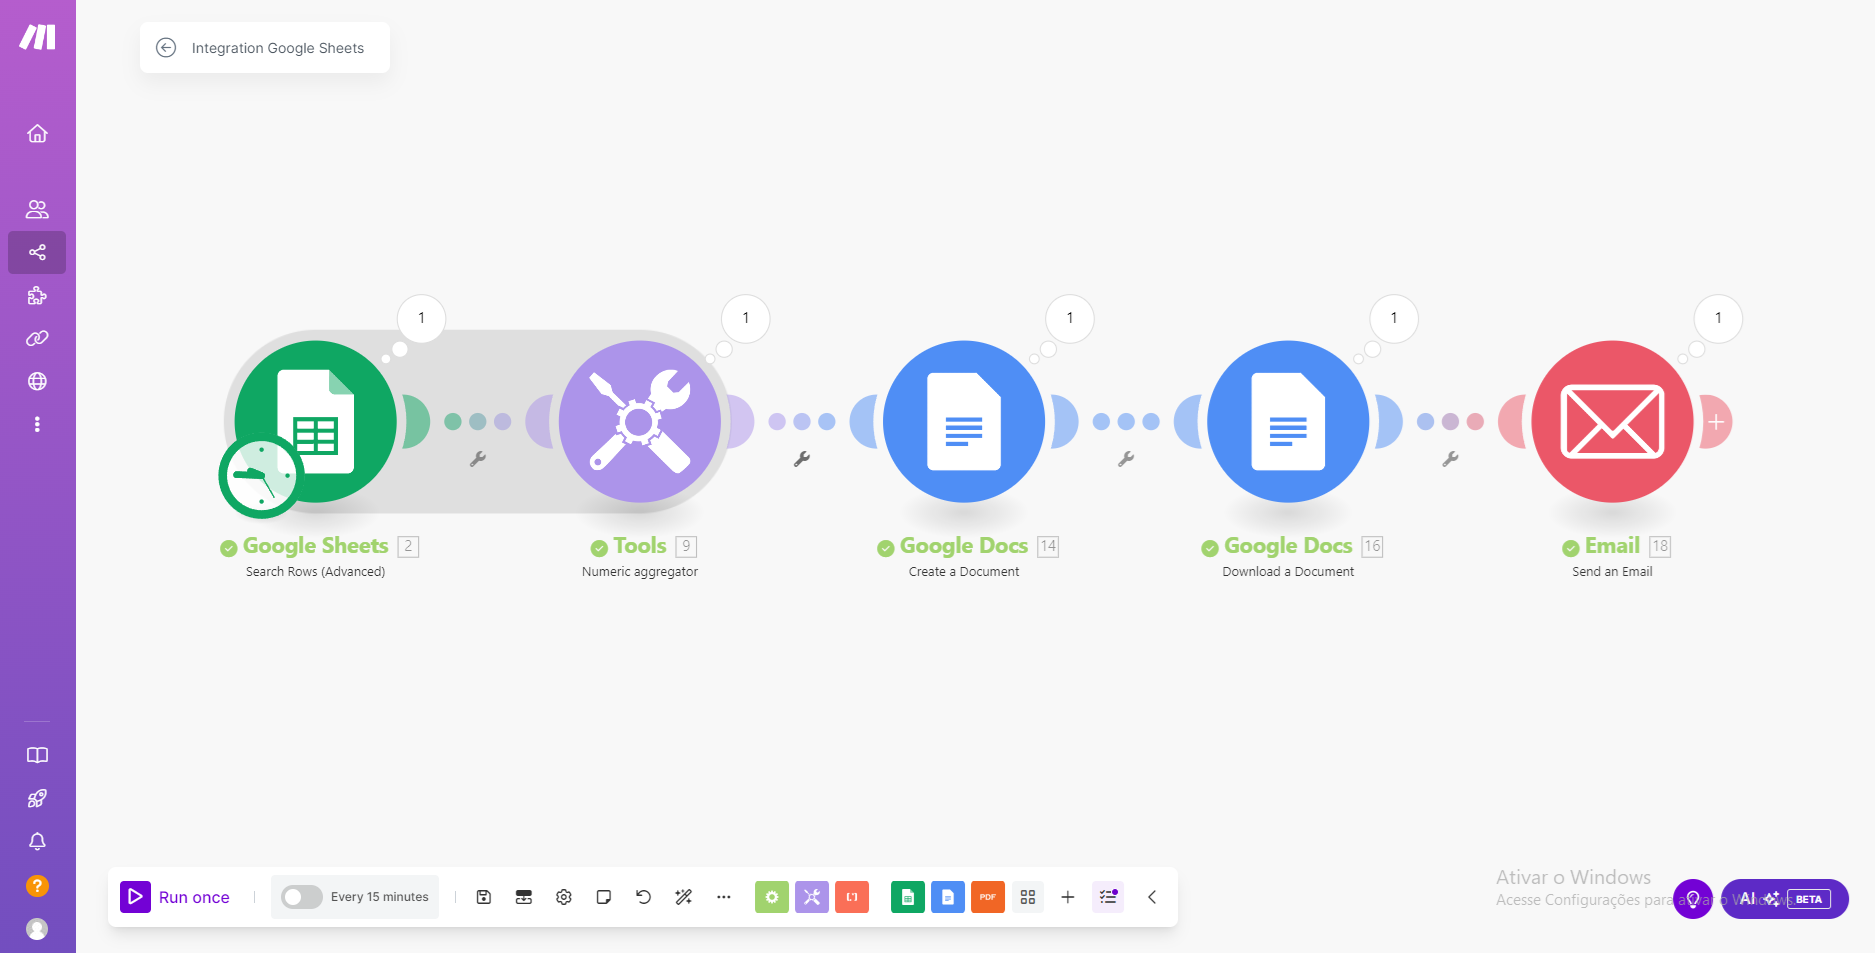 Integration Google Sheets
1
1
1
1
1
Google Sheets 2
Search Rows (Advanced)
Tools 9
Numeric aggregator
Google Docs 14
Create a Document
Google Docs 16
Download a Document
Email 18
Send an Email
?
Run once
Every 15 minutes
PDF
Ativar o Windows
Acesse Configurações para ativar o Windows.
AI BETA